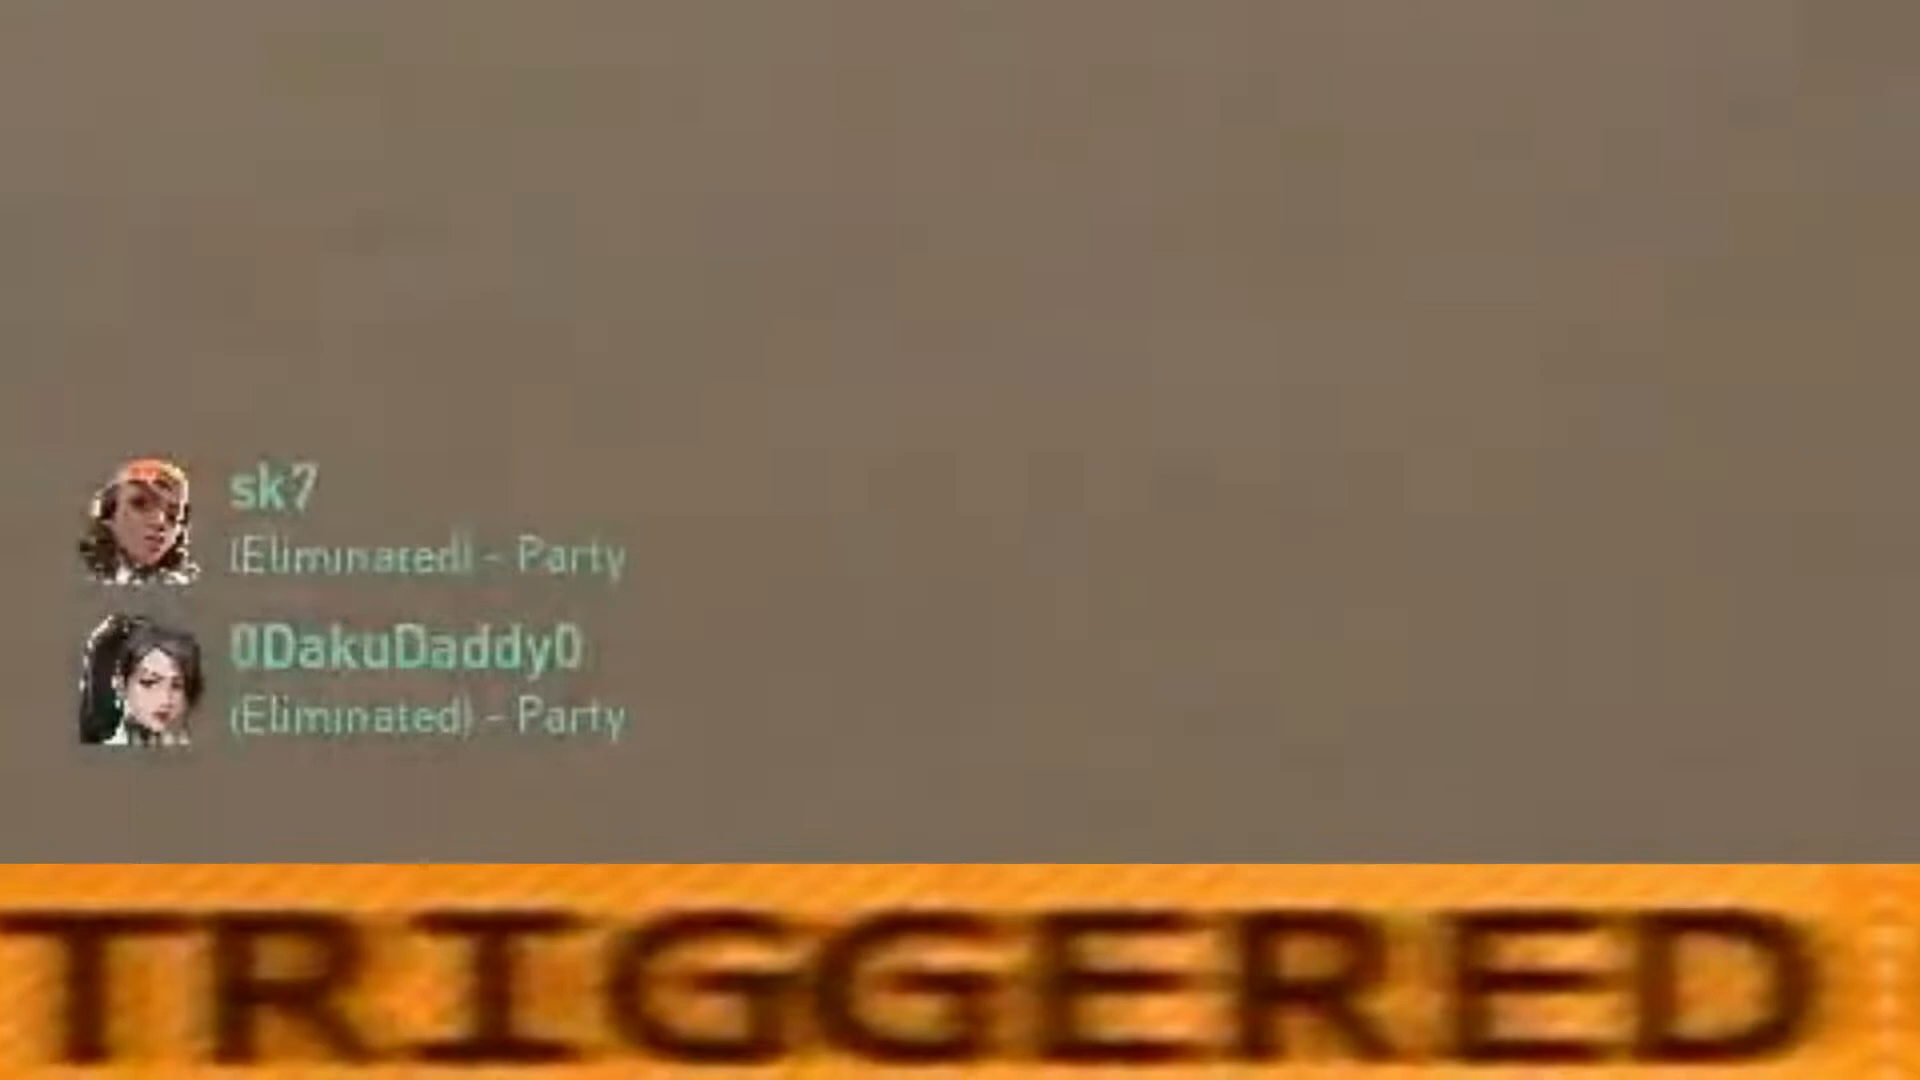 sk7
(Eliminated) - Party
0DakuDaddy0
(Eliminated) - Party
TRIGGERED